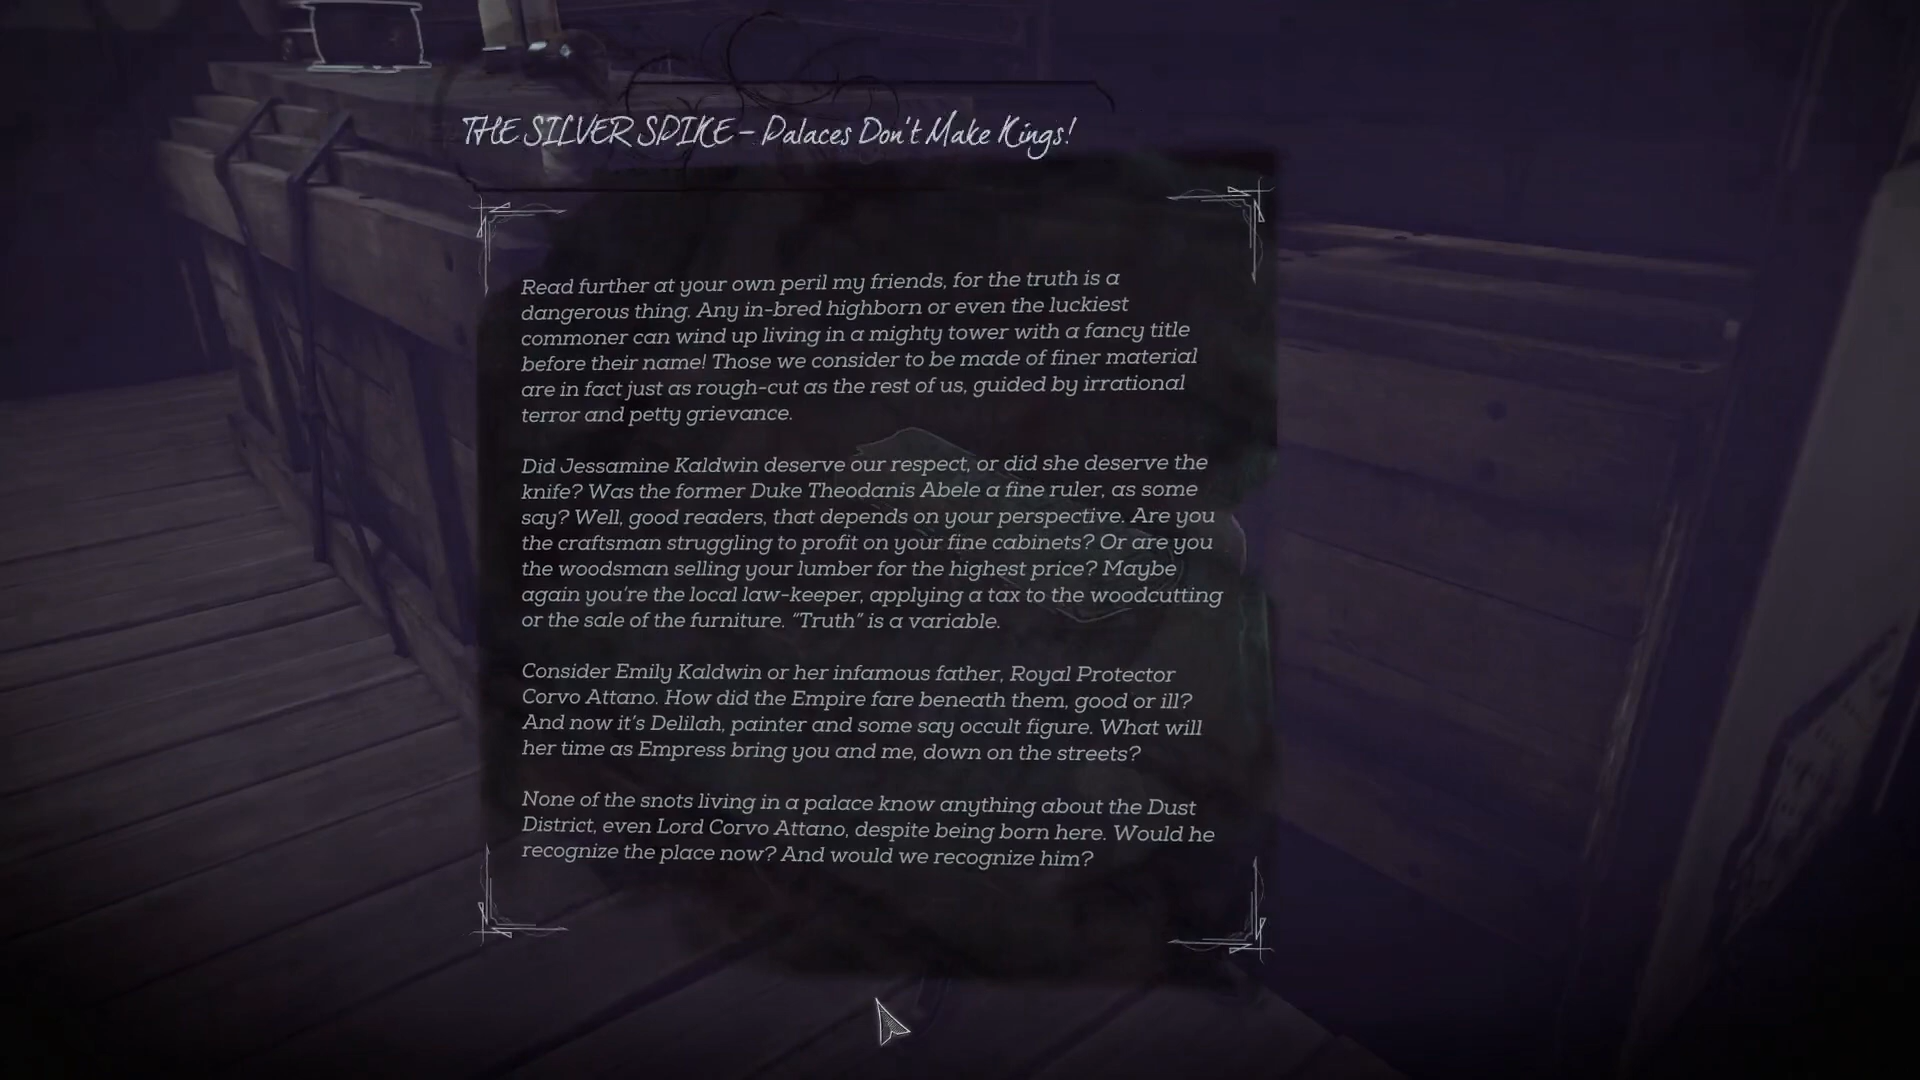 THE SILVER SPIKE – Palaces Don't Make Kings!
Read further at your own peril my friends, for the truth is a
dangerous thing. Any in-bred highborn or even the luckiest
commoner can wind up living in a mighty tower with a fancy title
before their name! Those we consider to be made of finer material
are in fact just as rough-cut as the rest of us, guided by irrational
terror and petty grievance.
Did Jessamine Kaldwin deserve our respect, or did she deserve the
knife? Was the former Duke Theodanis Abele a fine ruler, as some
say? Well, good readers, that depends on your perspective. Are you
the craftsman struggling to profit on your fine cabinets? Or are you
the woodsman selling your lumber for the highest price? Maybe
again you're the local law-keeper, applying a tax to the woodcutting
or the sale of the furniture. “Truth” is a variable.
Consider Emily Kaldwin or her infamous father, Royal Protector
Corvo Attano. How did the Empire fare beneath them, good or ill?
And now it's Delilah, painter and some say occult figure. What will
her time as Empress bring you and me, down on the streets?
None of the snots living in a palace know anything about the Dust
District, even Lord Corvo Attano, despite being born here. Would he
recognize the place now? And would we recognize him?